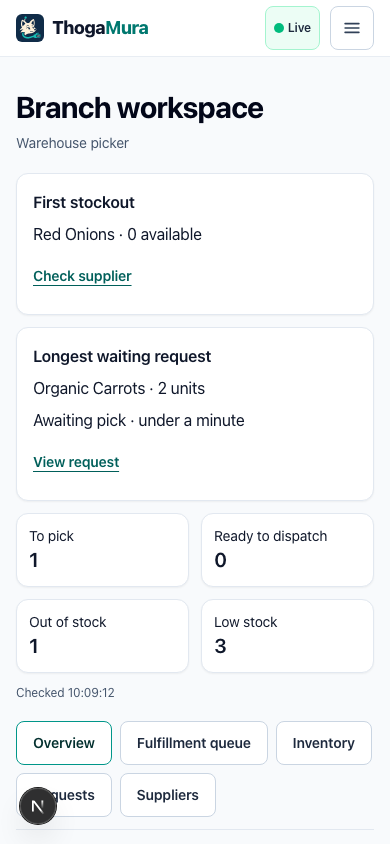 ThogaMura
Live
Branch workspace
Warehouse picker
First stockout
Red Onions · 0 available
Check supplier
Longest waiting request
Organic Carrots · 2 units
Awaiting pick · under a minute
View request
To pick
1
Ready to dispatch
0
Out of stock
1
Low stock
3
Checked 10:09:12
Overview
Fulfillment queue
Inventory
N
Suppliers